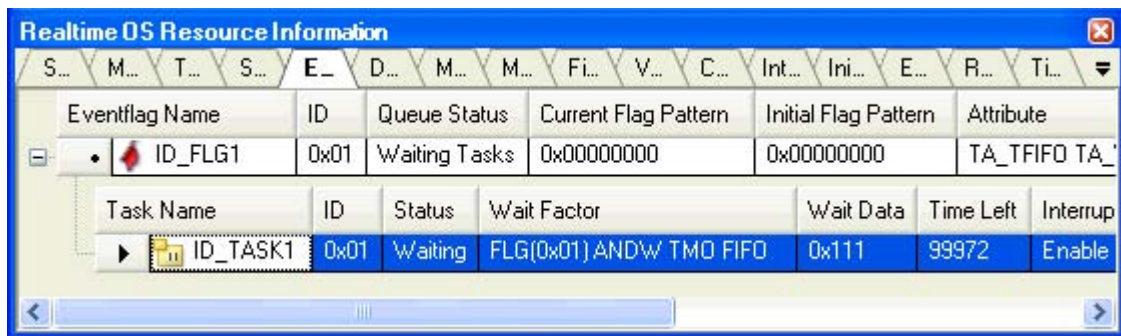 Realtime OS Resource Information
S... M... T... S... E... D... M... M... Fi... V... C... Int... Ini... E... R... Ti...
Eventflag Name ID Queue Status Current Flag Pattern Initial Flag Pattern Attribute
ID_FLG1 0x01 Waiting Tasks 0x00000000 0x00000000 TA_TFIFO TA_
Task Name ID Status Wait Factor Wait Data Time Left Interrup
ID_TASK1 0x01 Waiting FLG(0x01) ANDW TMO FIFO 0x111 99972 Enable